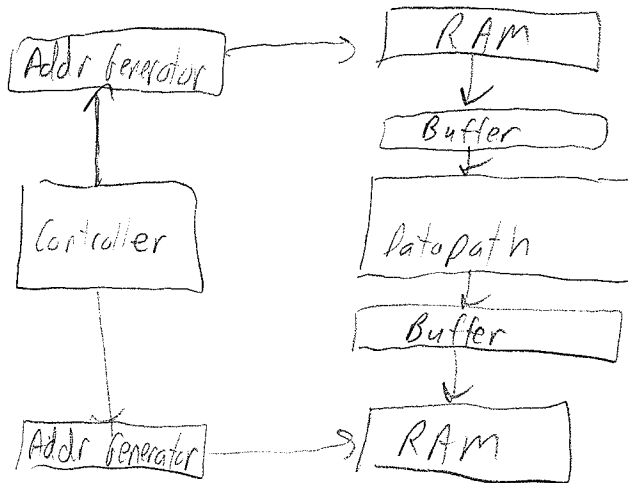 Addr Generator
RAM
Buffer
Controller
Datapath
Buffer
Addr Generator
RAM